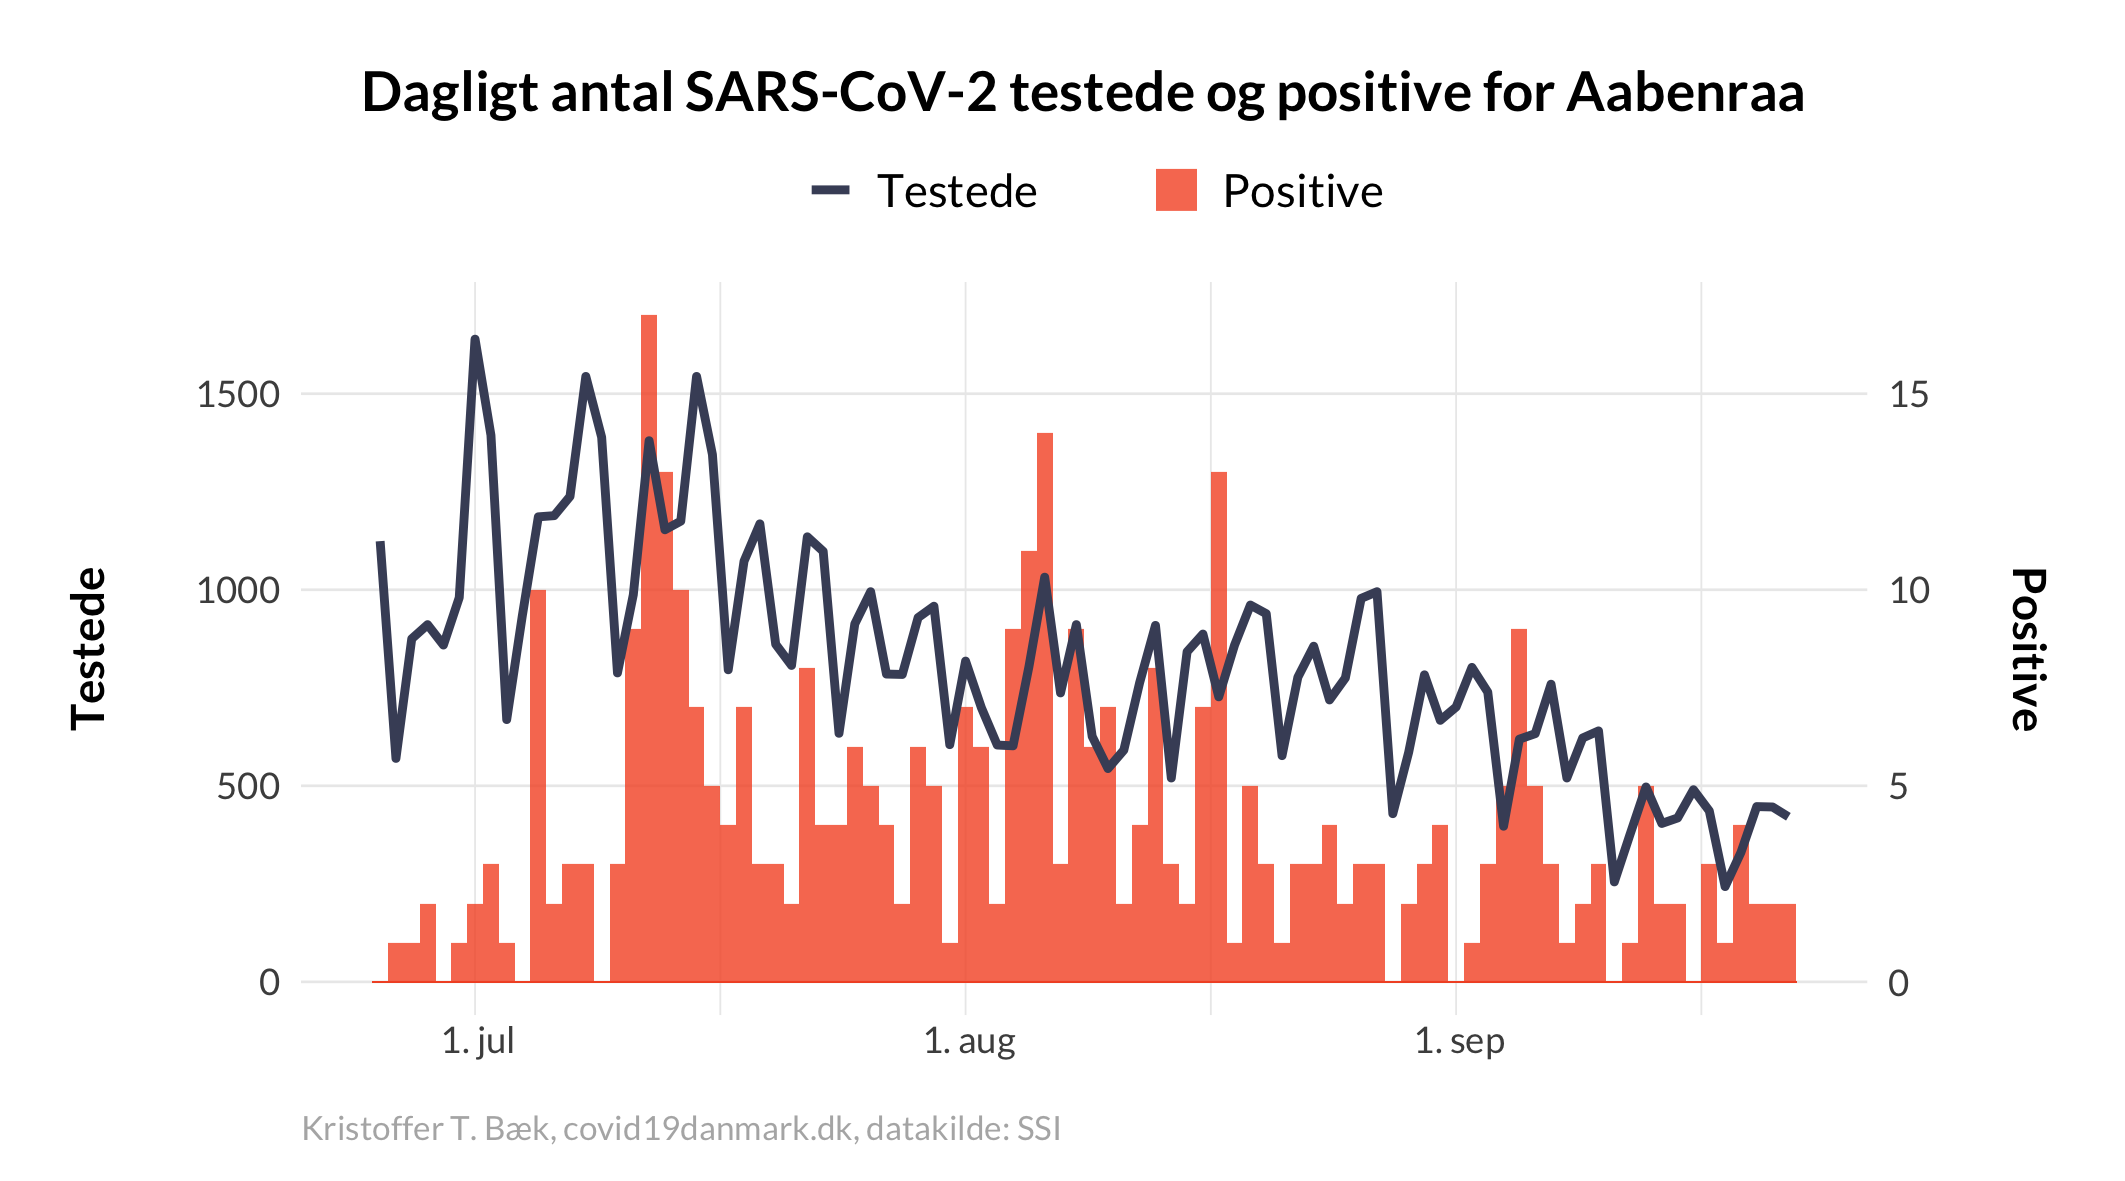 Dagligt antal SARS-CoV-2 testede og positive for Aabenraa
Testede Positive
Testede
1500
1000
500
0
15
10
5
0
Positive
1. jul 1. aug 1. sep
Kristoffer T. Bæk, covid19danmark.dk, datakilde: SSI